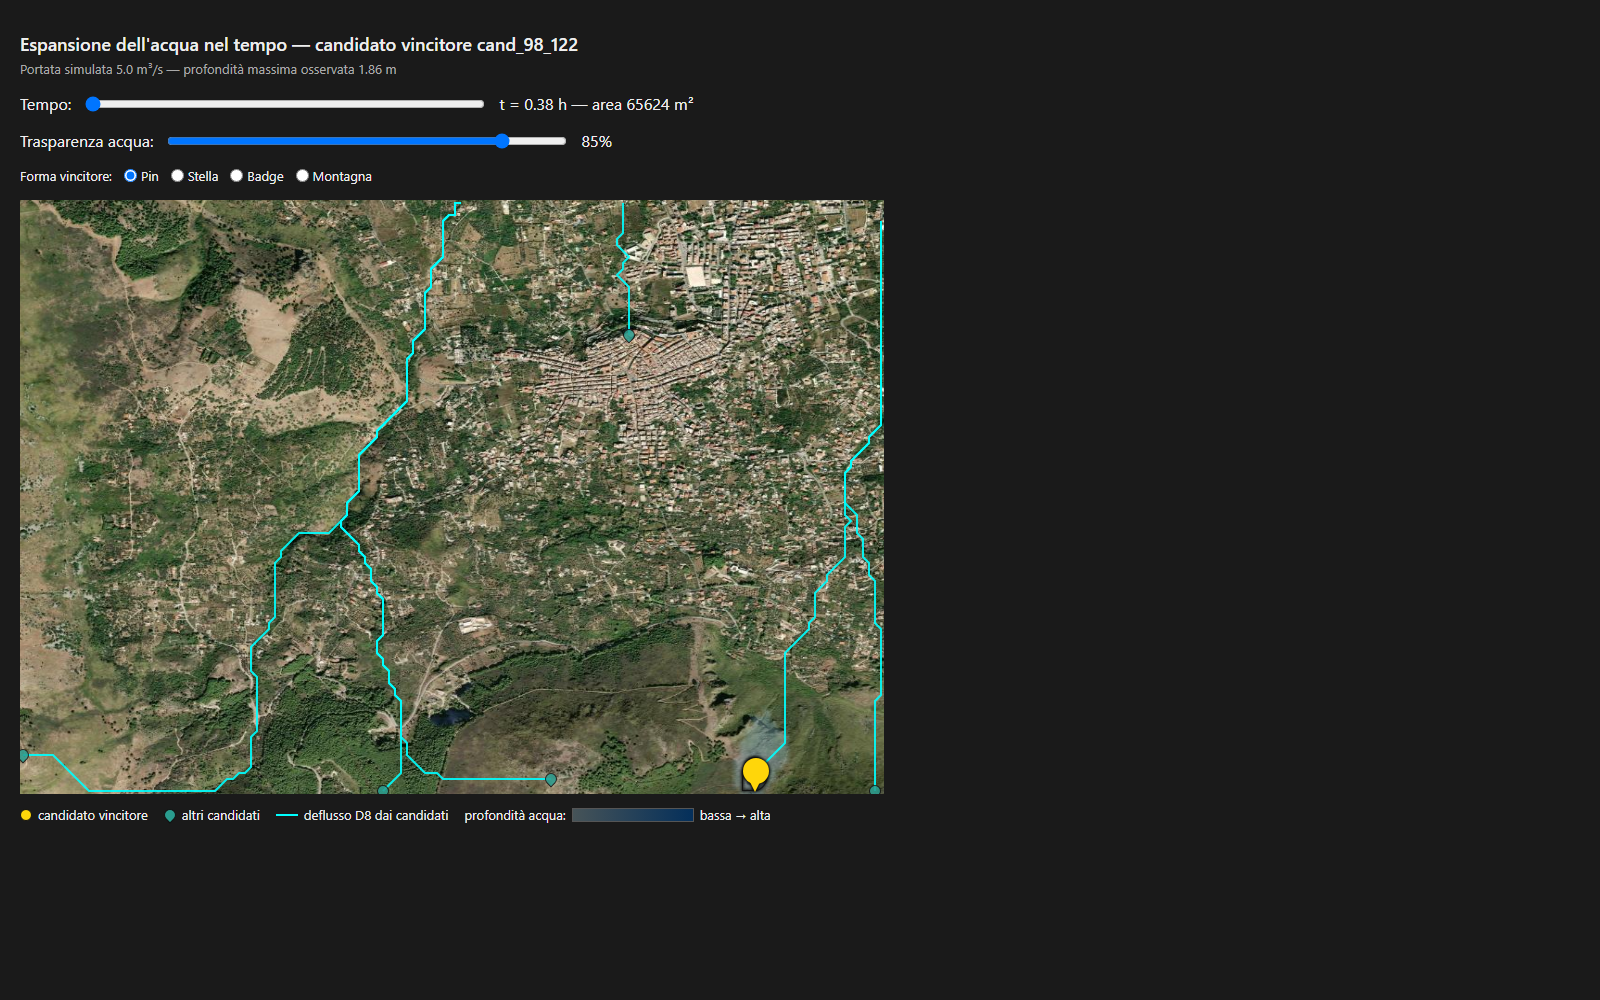 Espansione dell'acqua nel tempo — candidato vincitore cand_98_122
Portata simulata 5.0 m³/s — profondità massima osservata 1.86 m
Tempo: t = 0.38 h — area 65624 m²
Trasparenza acqua: 85%
Forma vincitore: Pin Stella Badge Montagna
candidato vincitore altri candidati deflusso D8 dai candidati profondità acqua: bassa → alta